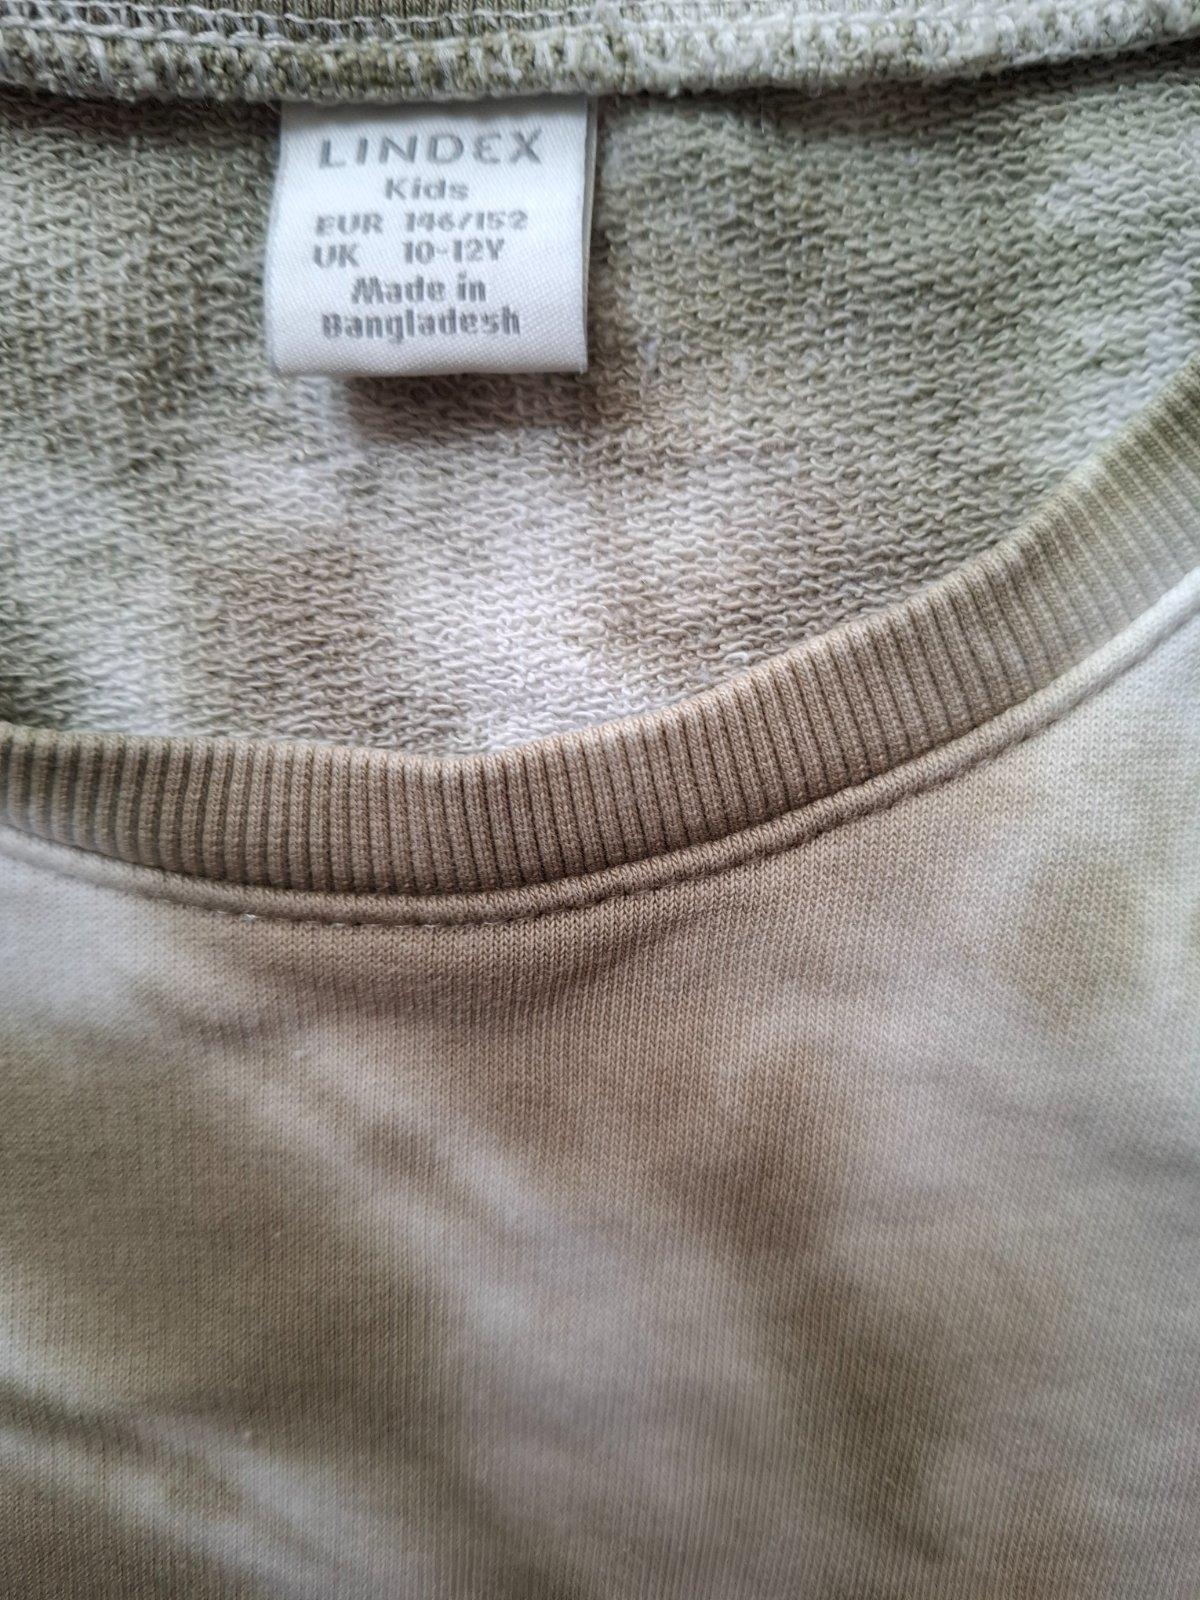 LINDEX
Kids
EUR 146/152
UK 10-12Y
Made in
Bangladesh